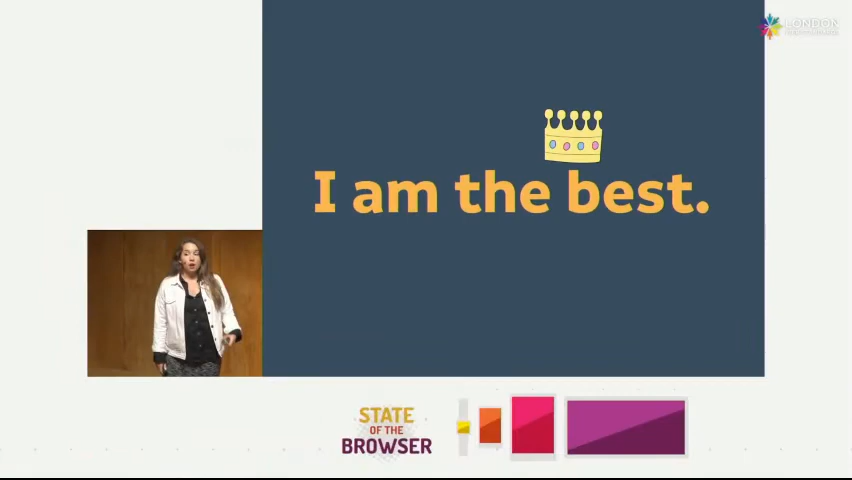 LONDON
I am the best.
STATE
OF THE
BROWSER